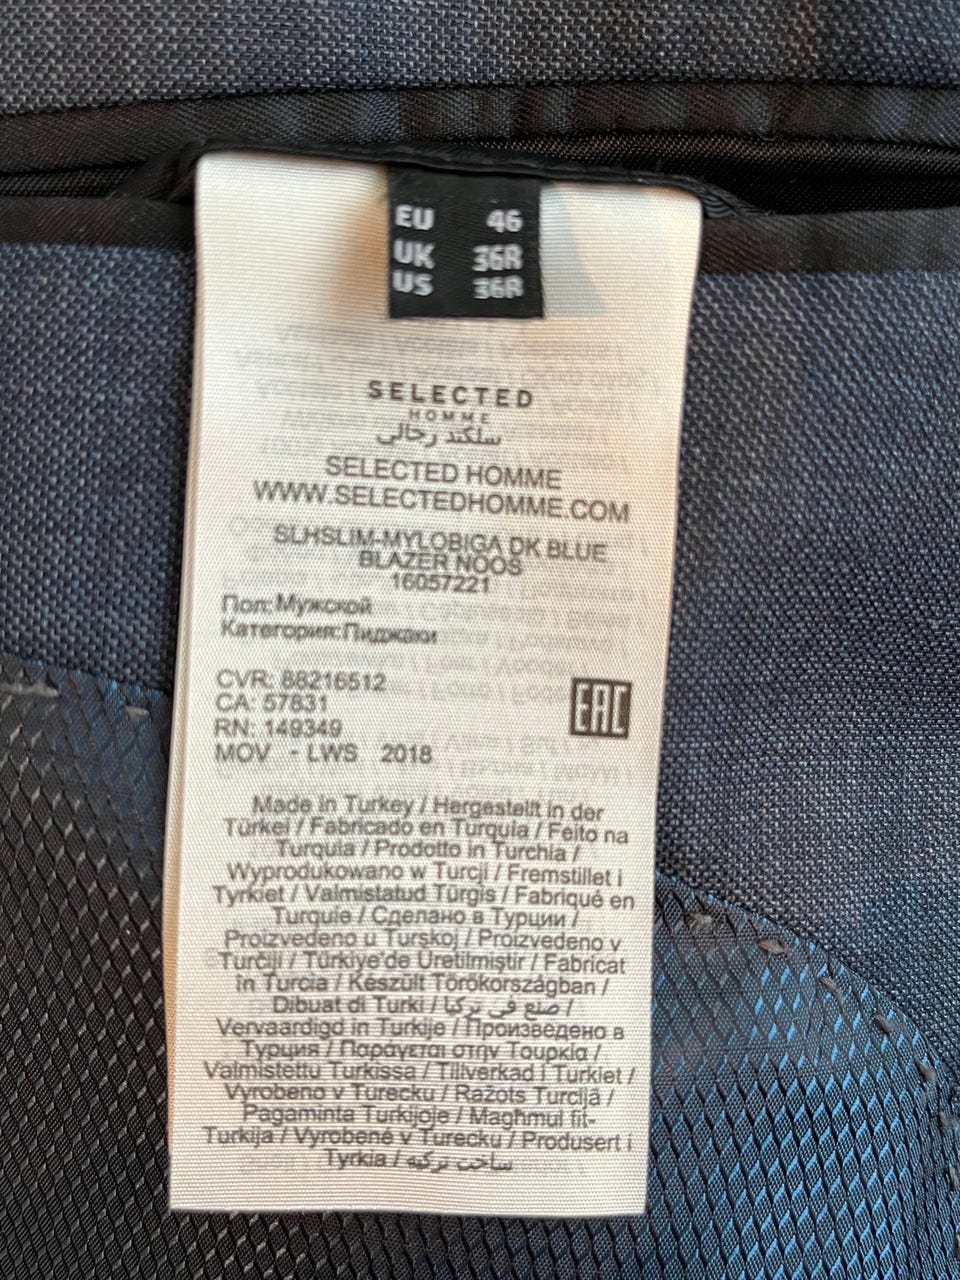 EU 46
UK 36R
US 36R
SELECTED
HOMME
سلكتد رجالي
SELECTED HOMME
WWW.SELECTEDHOMME.COM
SLHSLIM-MYLOBIGA DK BLUE
BLAZER NOOS
16057221
Пол:Мужской
Категория:Пиджаки
CVR: 88216512
CA: 57831
EAC
RN: 149349
MOV - LWS 2018
Made in Turkey / Hergestellt in der
Türkei / Fabricado en Turquía / Feito na
Turquia / Prodotto in Turchia /
Wyprodukowano w Turcji / Fremstillet i
Tyrkiet / Valmistatud Türgis / Fabriqué en
Turquie / Сделано в Турции /
Proizvedeno u Turskoj / Proizvedeno v
Turčiji / Türkiye'de Üretilmiştir / Fabricat
în Turcia / Készült Törökországban /
Dibuat di Turki / صنع في تركيا /
Vervaardigd in Turkije / Произведено в
Турция / Παράγεται στην Τουρκία /
Valmistettu Turkissa / Tillverkad i Turkiet /
Vyrobeno v Turecku / Ražots Turcijā /
Pagaminta Turkijoje / Magħmul fit-
Turkija / Vyrobené v Turecku / Produsert i
Tyrkia / ساخت ترکیه